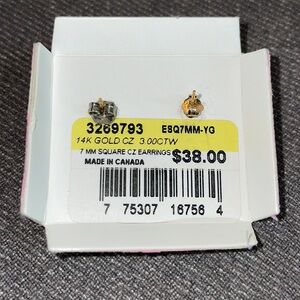 3269793 ESQ7MM-YG
14K GOLD CZ 3.00CTW
7 MM SQUARE CZ EARRINGS $38.00
MADE IN CANADA
7 75307 16756 4